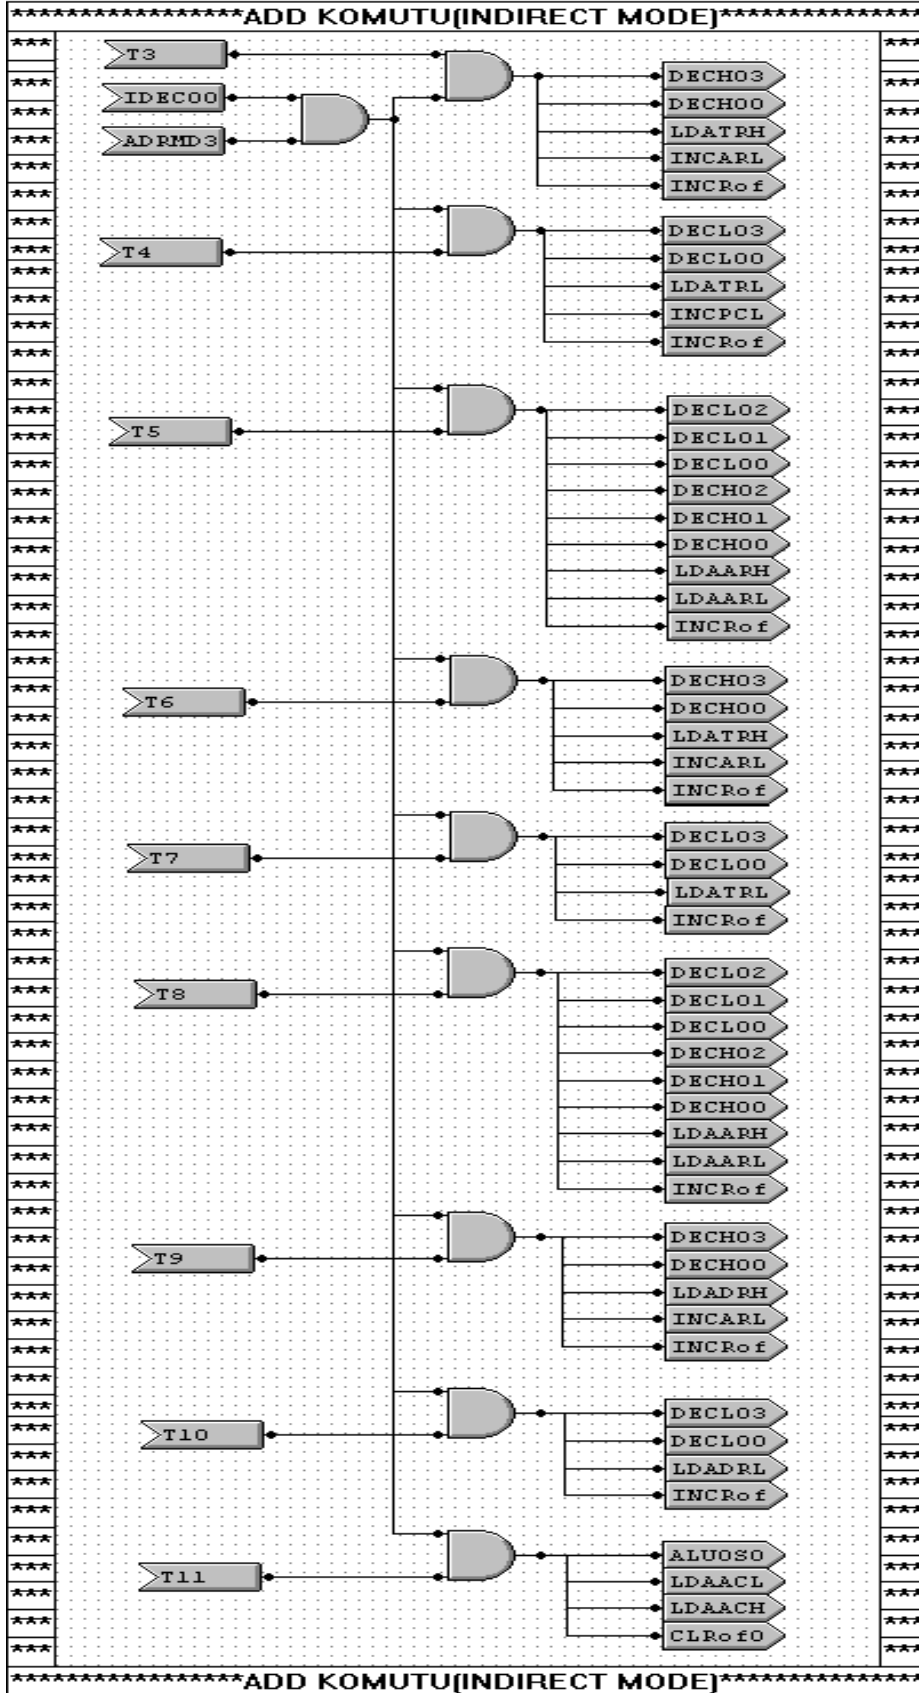 *****************ADD KOMUTU(INDIRECT MODE)***************
T3
IDEC00
ADRMD3
DECH03
DECH00
LDATRH
INCARL
INCRof
T4
DECL03
DECL00
LDATRL
INCPCL
INCRof
T5
DECL02
DECL01
DECL00
DECH02
DECH01
DECH00
LDAARH
LDAARL
INCRof
T6
DECH03
DECH00
LDATRH
INCARL
INCRof
T7
DECL03
DECL00
LDATRL
INCRof
T8
DECL02
DECL01
DECL00
DECH02
DECH01
DECH00
LDAARH
LDAARL
INCRof
T9
DECH03
DECH00
LDADRH
INCARL
INCRof
T10
DECL03
DECL00
LDADRL
INCRof
T11
ALUOS0
LDAACL
LDAACH
CLRof0
*****************ADD KOMUTU(INDIRECT MODE)***************